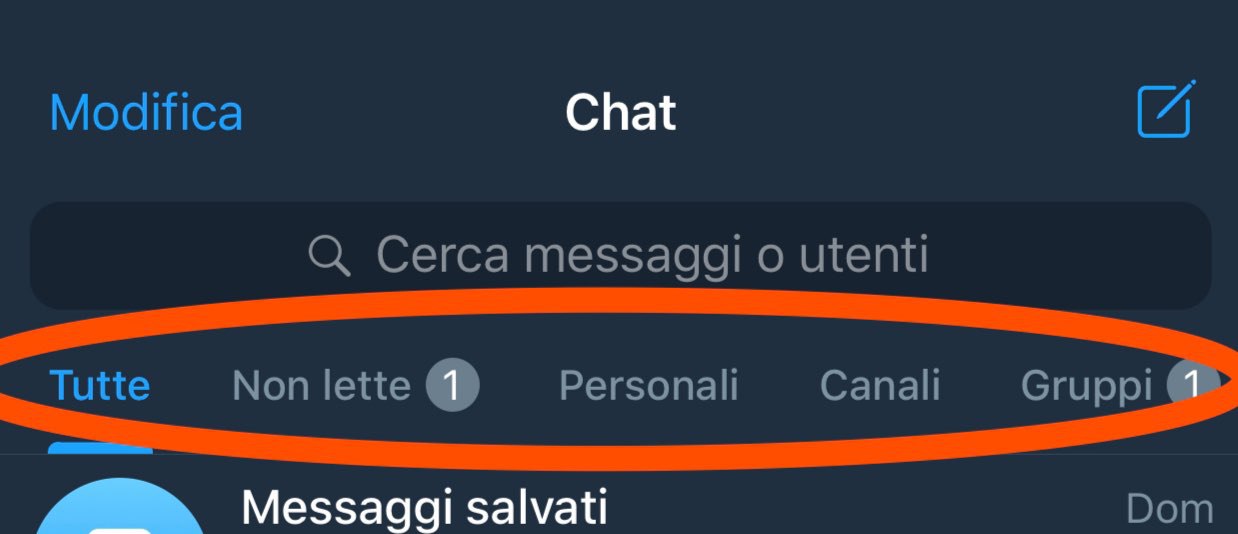 Modifica Chat
Cerca messaggi o utenti
Tutte Non lette 1 Personali Canali Gruppi 1
Messaggi salvati Dom